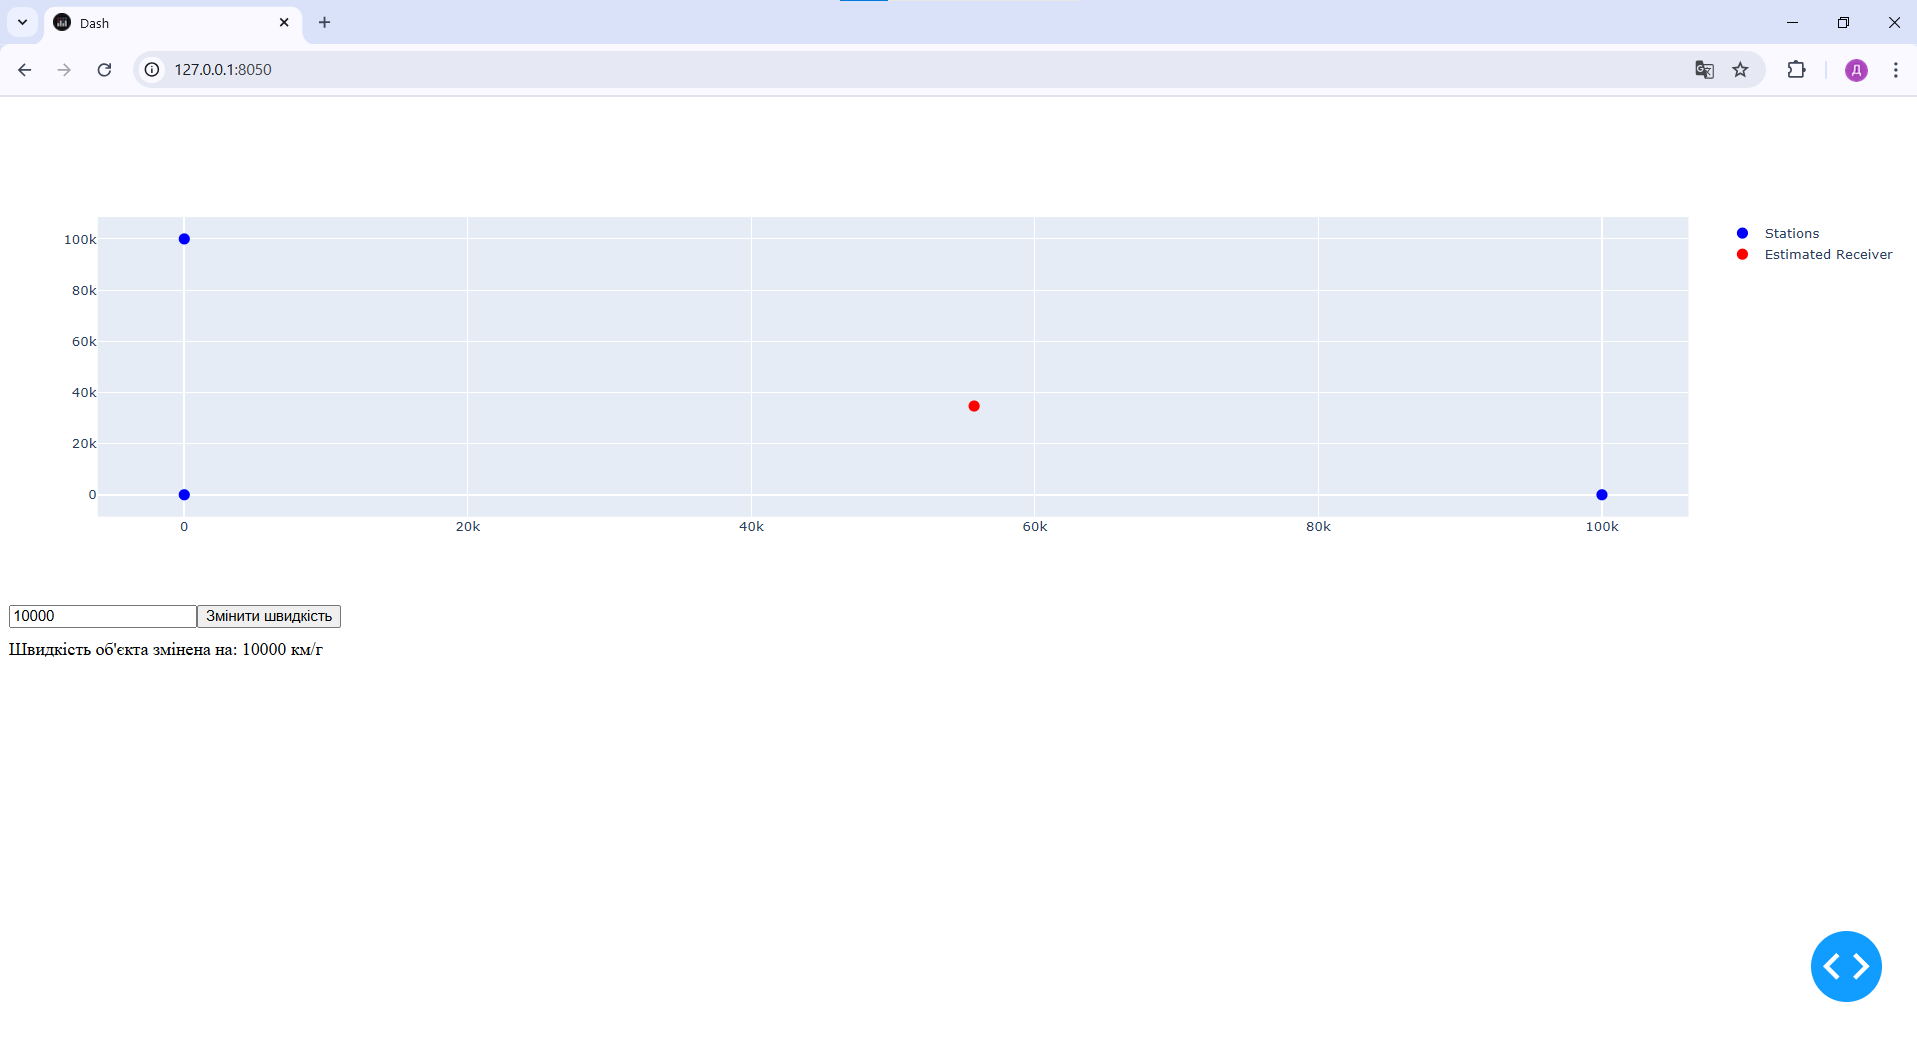 Dash
127.0.0.1:8050
Д
Stations
Estimated Receiver
100k
80k
60k
40k
20k
0
0 20k 40k 60k 80k 100k
10000 Змінити швидкість
Швидкість об'єкта змінена на: 10000 км/г